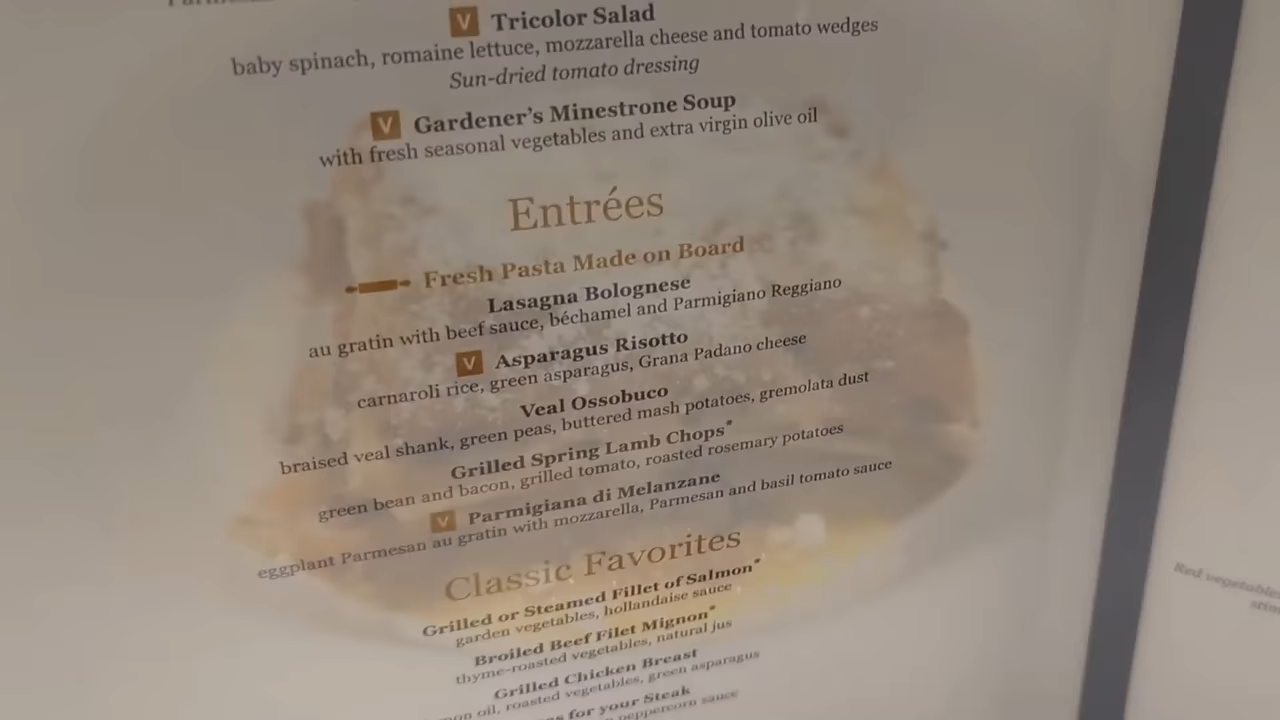 V Tricolor Salad
baby spinach, romaine lettuce, mozzarella cheese and tomato wedges
Sun-dried tomato dressing
V Gardener's Minestrone Soup
with fresh seasonal vegetables and extra virgin olive oil
Entrées
Fresh Pasta Made on Board
Lasagna Bolognese
au gratin with beef sauce, béchamel and Parmigiano Reggiano
V Asparagus Risotto
carnaroli rice, green asparagus, Grana Padano cheese
Veal Ossobuco
braised veal shank, green peas, buttered mash potatoes, gremolata dust
Grilled Spring Lamb Chops*
green bean and bacon, grilled tomato, roasted rosemary potatoes
V Parmigiana di Melanzane
eggplant Parmesan au gratin with mozzarella, Parmesan and basil tomato sauce
Classic Favorites
Grilled or Steamed Fillet of Salmon*
garden vegetables, hollandaise sauce
Broiled Beef Filet Mignon*
thyme-roasted vegetables, natural jus
Grilled Chicken Breast
oil, roasted vegetables, green asparagus
for your Steak
peppercorn sauce
Red